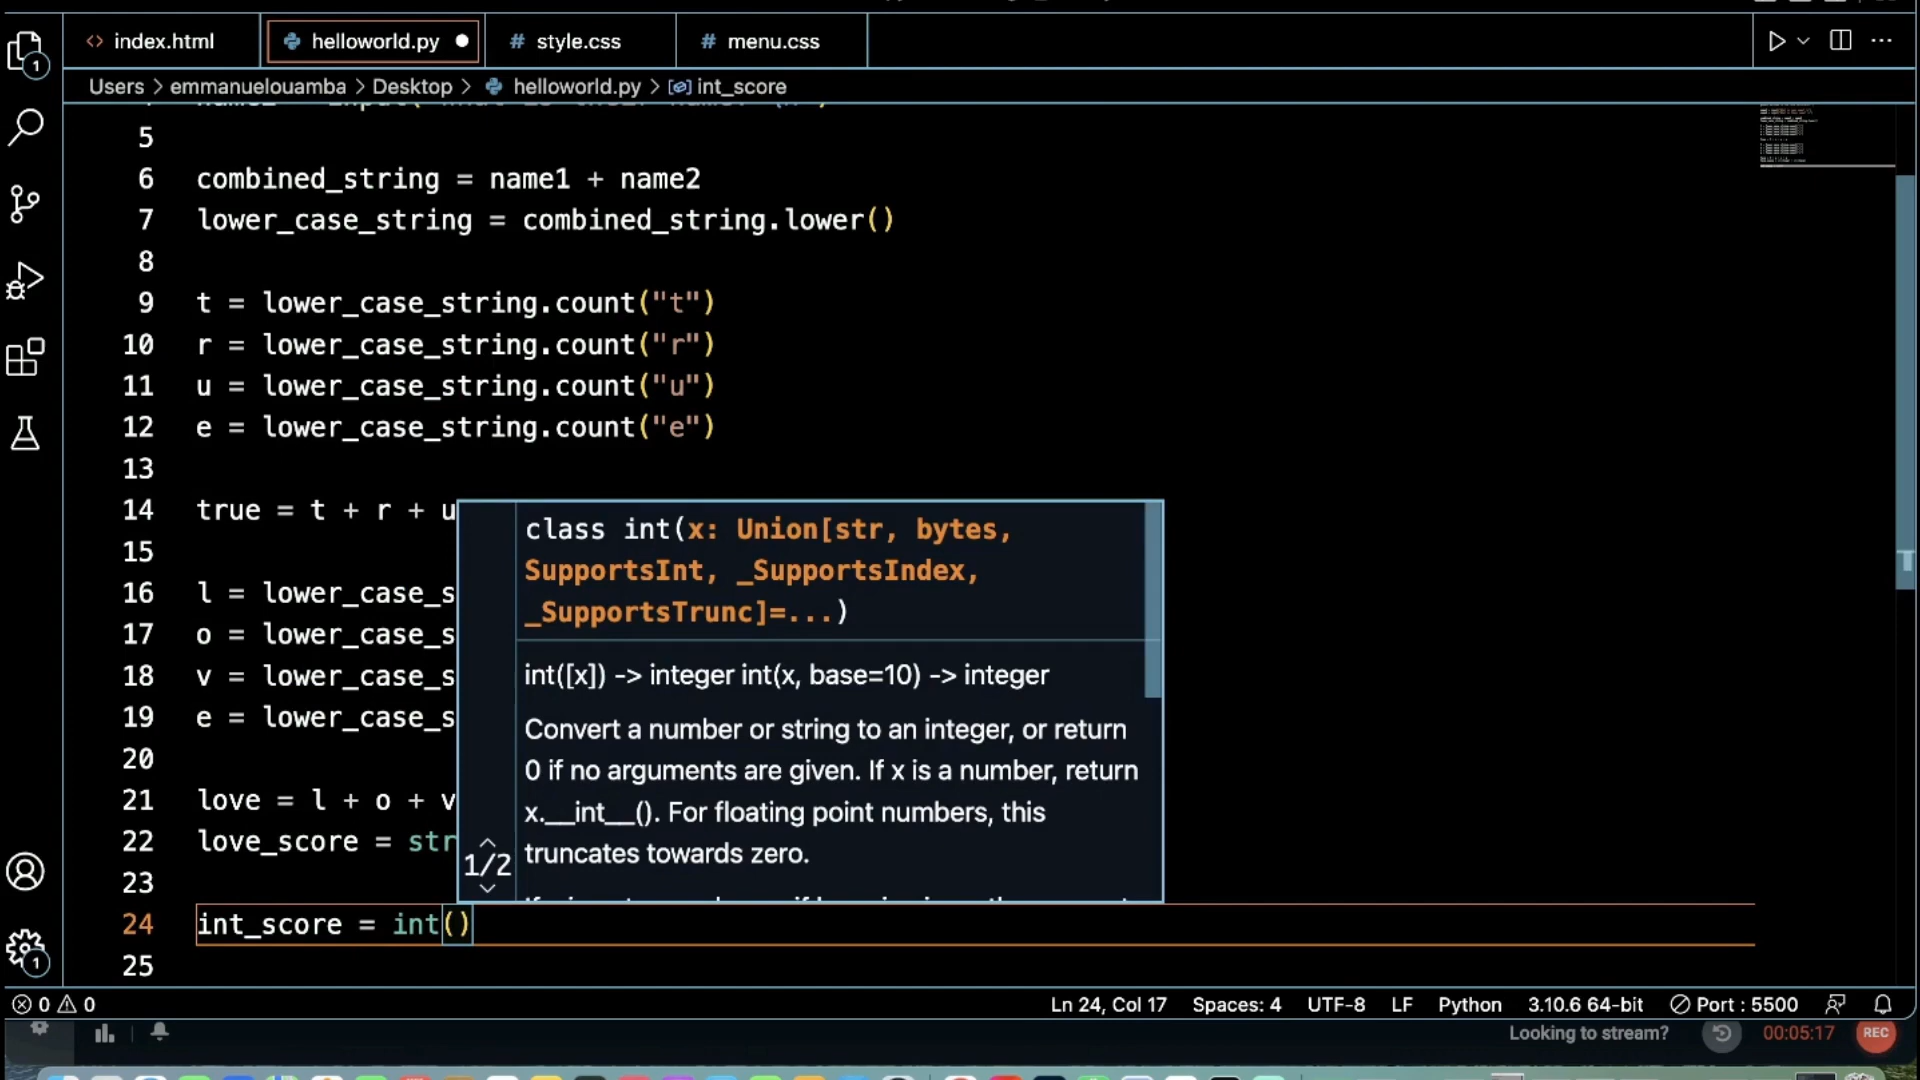 index.html
helloworld.py
style.css
menu.css
Users > emmanuelouamba > Desktop > helloworld.py > int_score
5
6 combined_string = name1 + name2
7 lower_case_string = combined_string.lower()
8
9 t = lower_case_string.count("t")
10 r = lower_case_string.count("r")
11 u = lower_case_string.count("u")
12 e = lower_case_string.count("e")
13
14 true = t + r + u
15
16 l = lower_case_s
17 o = lower_case_s
18 v = lower_case_s
19 e = lower_case_s
20
21 love = l + o + v
22 love_score = str
23
24 int_score = int()
25
class int(x: Union[str, bytes,
SupportsInt, _SupportsIndex,
_SupportsTrunc]=...)
int([x]) -> integer int(x, base=10) -> integer
Convert a number or string to an integer, or return
0 if no arguments are given. If x is a number, return
x.__int__(). For floating point numbers, this
truncates towards zero.
1/2
1
1
0 0
Ln 24, Col 17 Spaces: 4 UTF-8 LF Python 3.10.6 64-bit Port : 5500
Looking to stream? 00:05:17 REC